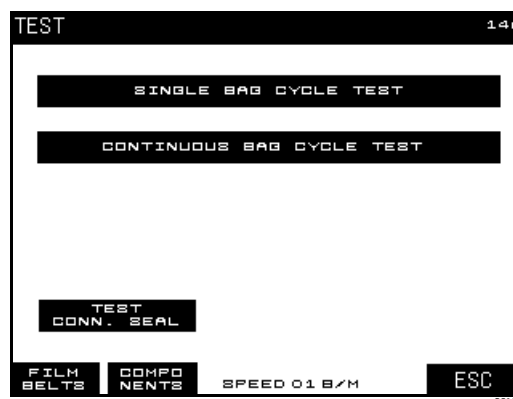 TEST
SINGLE BAG CYCLE TEST
CONTINUOUS BAG CYCLE TEST
TEST
CONN. SEAL
FILM
BELTS
COMPO
NENTS
SPEED 01 B/M
ESC